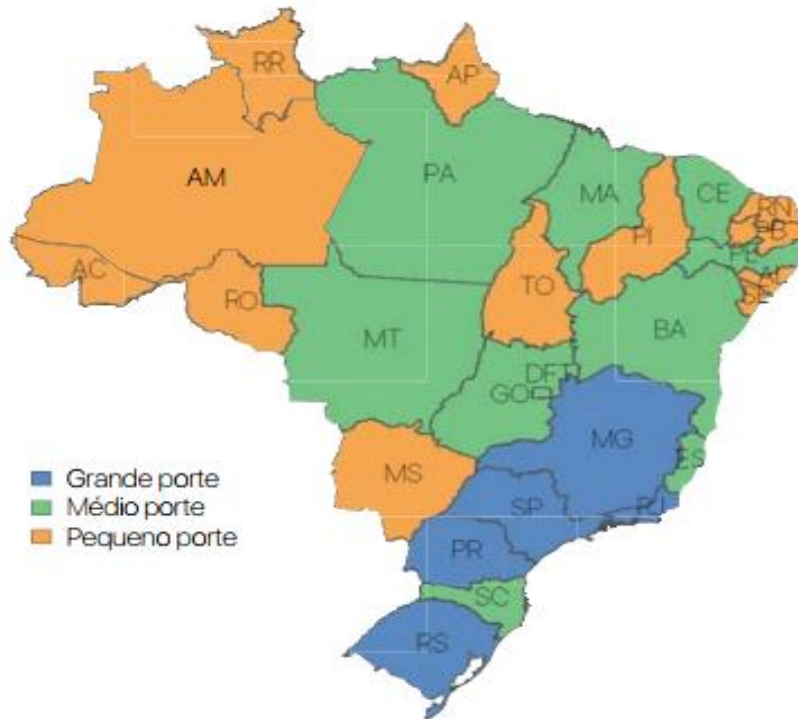 RR
AP
AM
PA
MA
CE
RN
PB
PI
PE
AC
TO
AL
SE
RO
BA
MT
DF
GO
MG
ES
MS
Grande porte
SP
RJ
Médio porte
Pequeno porte
PR
SC
RS